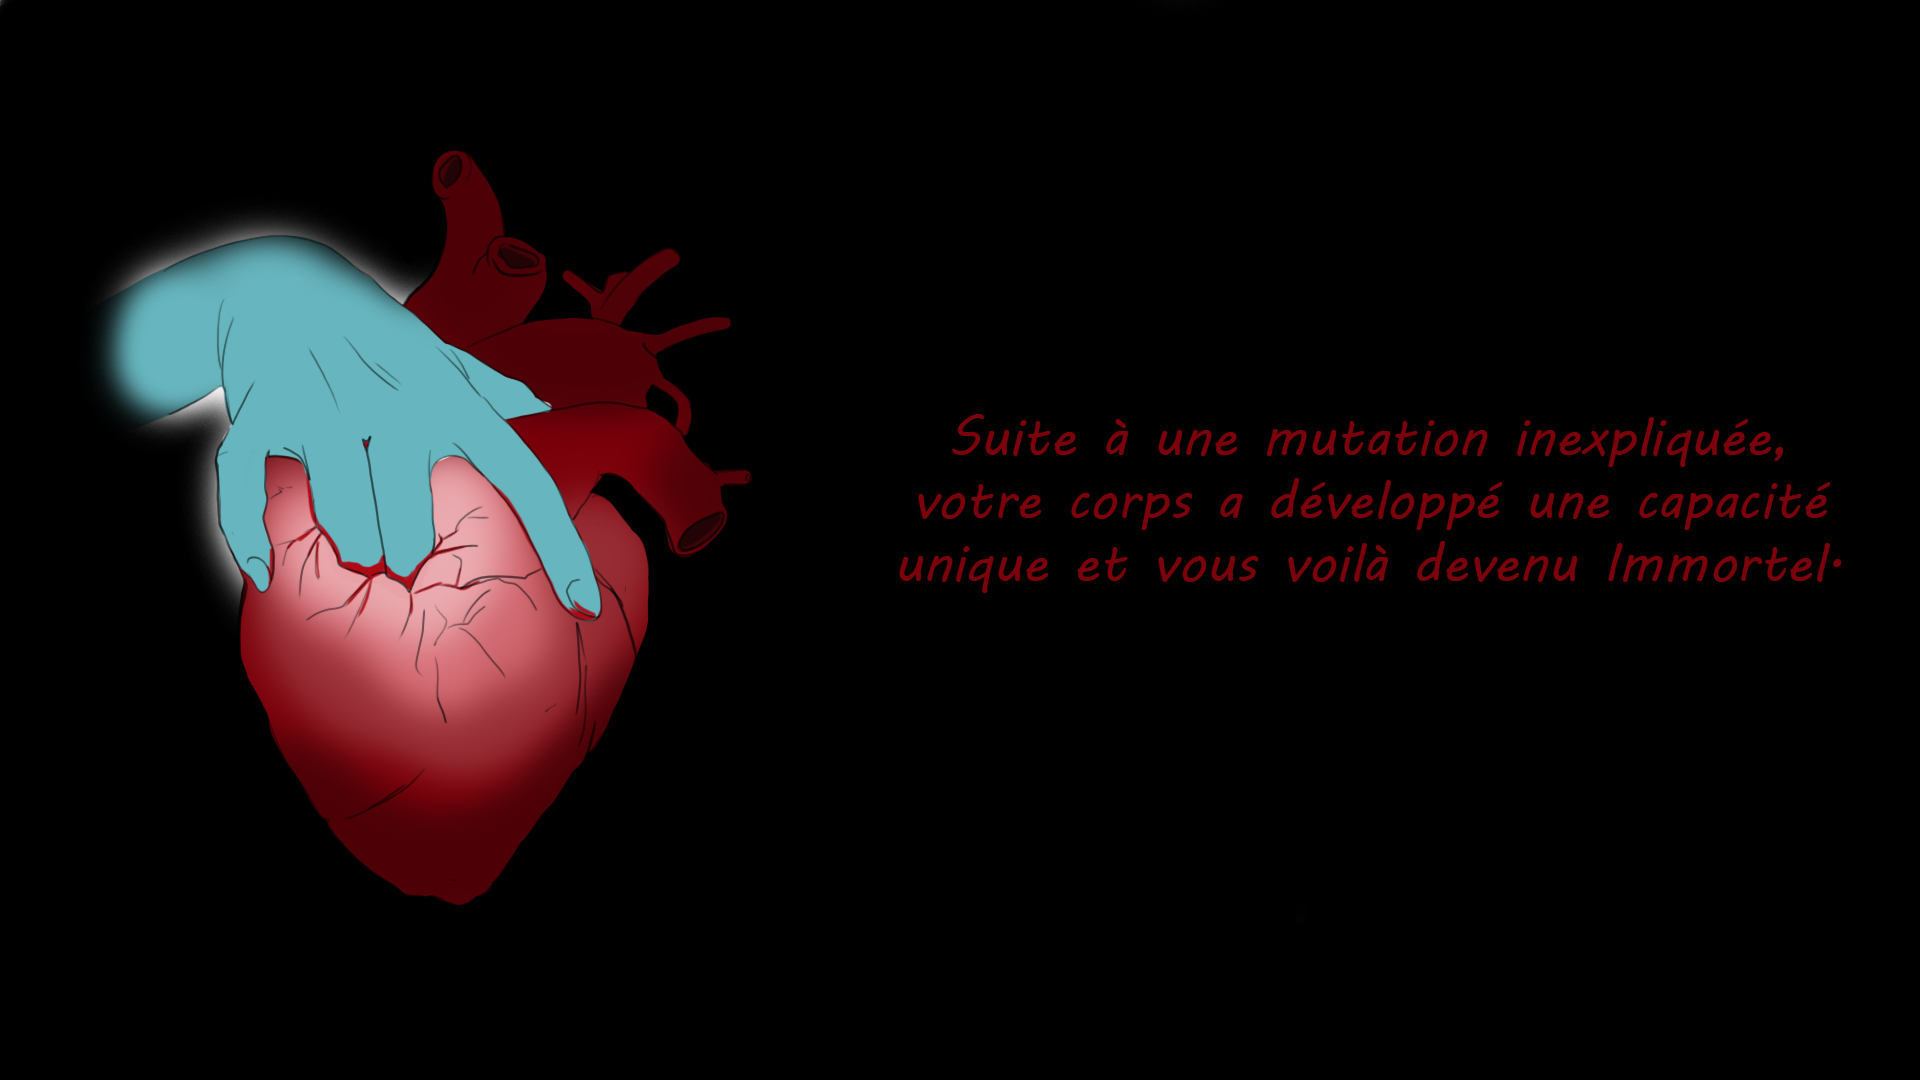 Suite à une mutation inexpliquée,
votre corps a développé une capacité
unique et vous voilà devenu Immortel.